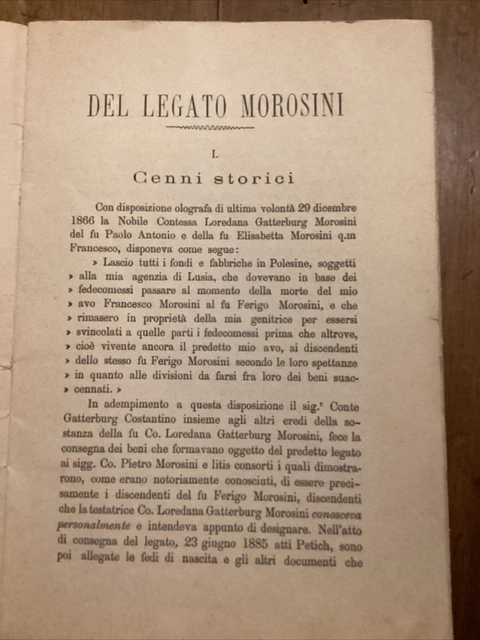 DEL LEGATO MOROSINI
I.
Cenni storici
Con disposizione olografa di ultima volontà 29 dicembre
1866 la Nobile Contessa Loredana Gatterburg Morosini
del fu Paolo Antonio e della fu Elisabetta Morosini q.m
Francesco, disponeva come segue:
» Lascio tutti i fondi e fabbriche in Polesine, soggetti
» alla mia agenzia di Lusia, che dovevano in base dei
» fedecomessi passare al momento della morte del mio
» avo Francesco Morosini al fu Ferigo Morosini, e che
» rimasero in proprietà della mia genitrice per essersi
» svincolati a quelle parti i fedecomessi prima che altrove,
» cioè vivente ancora il predetto mio avo, ai discendenti
» dello stesso fu Ferigo Morosini secondo le loro spettanze
» in quanto alle divisioni da farsi fra loro dei beni suac-
» cennati. »
In adempimento a questa disposizione il sig.r Conte
Gatterburg Costantino insieme agli altri eredi della so-
stanza della fu Co. Loredana Gatterburg Morosini, fece la
consegna dei beni che formavano oggetto del predetto legato
ai sigg. Co. Pietro Morosini e litis consorti i quali dimostra-
rono, come erano notoriamente conosciuti, di essere preci-
samente i discendenti del fu Ferigo Morosini, discendenti
che la testatrice Co. Loredana Gatterburg Morosini conosceva
personalmente e intendeva appunto di designare. Nell'atto
di consegna del legato, 23 giugno 1885 atti Petich, sono
poi allegate le fedi di nascita e gli altri documenti che